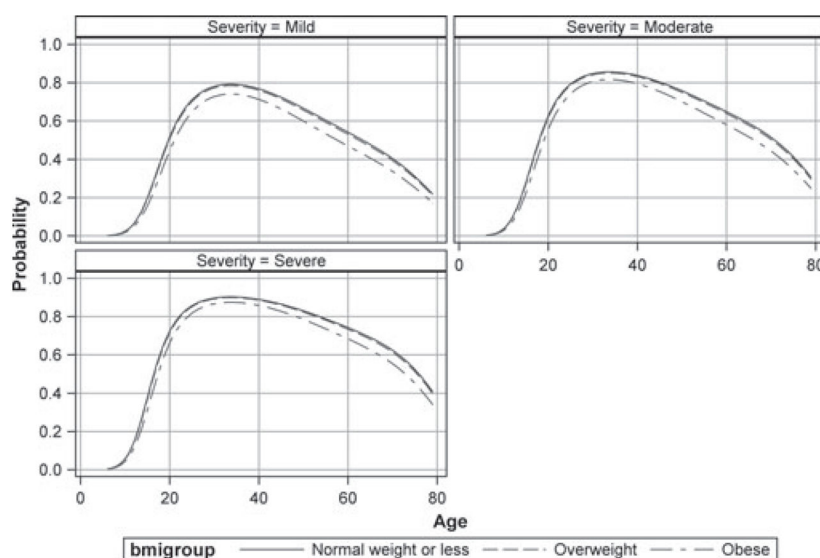 Severity = Mild
Severity = Moderate
1.0
0.8
0.6
0.4
0.2
0.0
0 20 40 60 80
Severity = Severe
1.0
0.8
0.6
0.4
0.2
0.0
0 20 40 60 80
Probability
Age
bmigroup Normal weight or less Overweight Obese